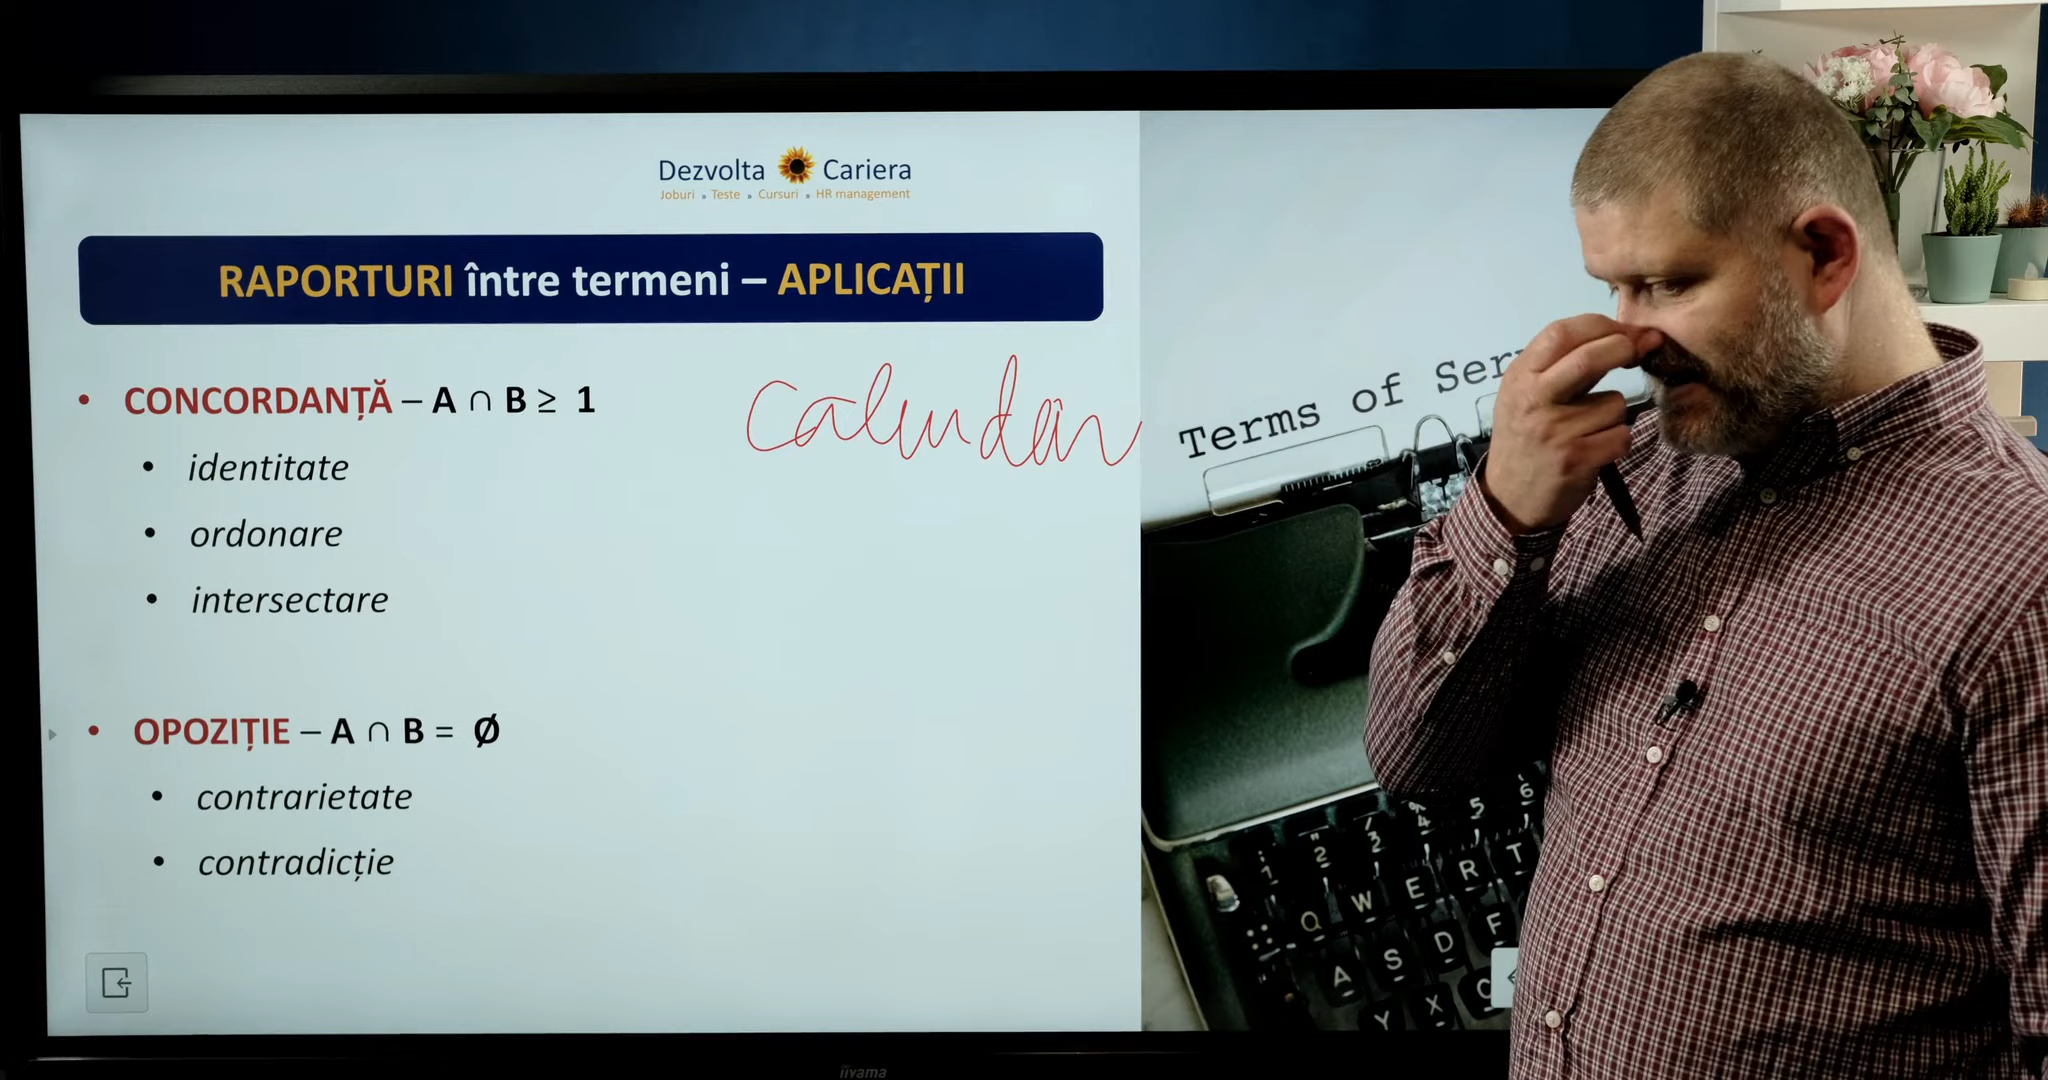 Dezvolta Cariera
Joburi » Teste » Cursuri » HR management
RAPORTURI între termeni – APLICAȚII
• CONCORDANȚĂ – A ∩ B ≥ 1
• identitate
• ordonare
• intersectare
• OPOZIȚIE – A ∩ B = Ø
• contrarietate
• contradicție
Terms of Ser
4 5 6
1 2 3
Q W E R T
A S D F
Y X C
iiyama